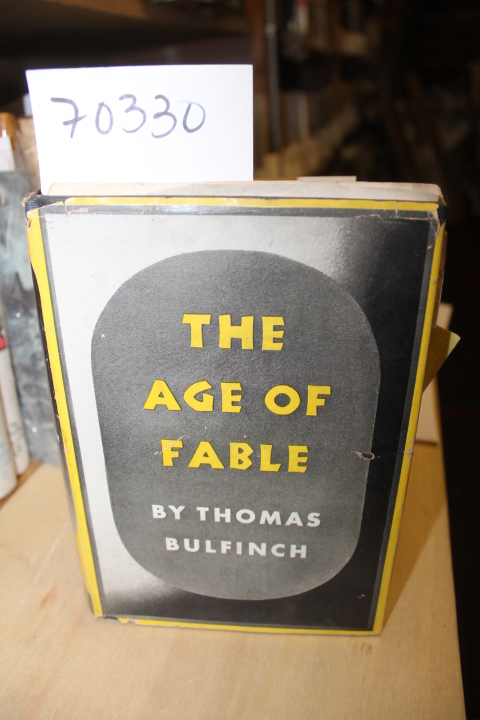 70330
THE
AGE OF
FABLE
BY THOMAS
BULFINCH